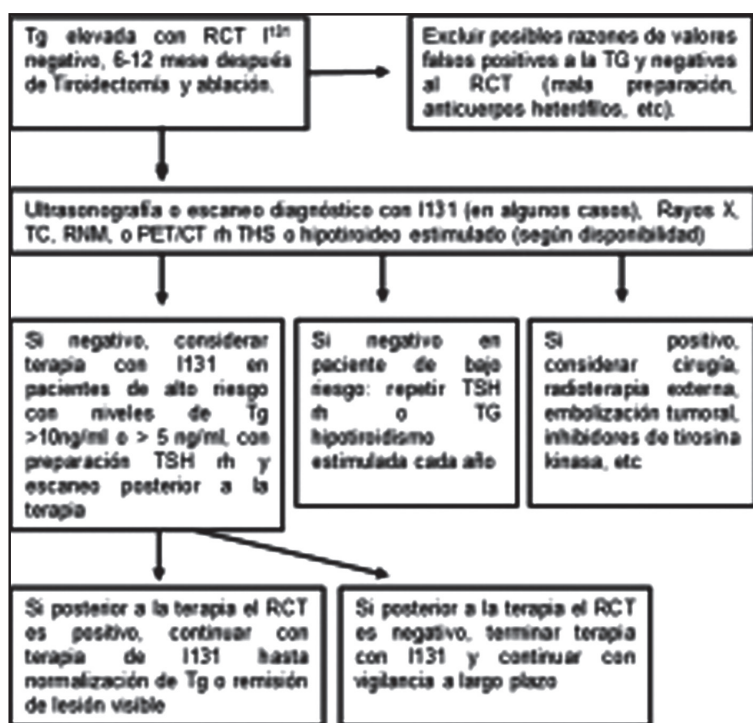 Tg elevada con RCT I¹³¹
negativo, 6-12 mese después
de Tiroidectomía y ablación.
Excluir posibles razones de valores
falsos positivos a la TG y negativos
al RCT (mala preparación,
anticuerpos heterófilos, etc).
Ultrasonografía o escaneo diagnóstico con I131 (en algunos casos), Rayos X,
TC, RNM, o PET/CT rh THS o hipotiroideo estimulado (según disponibilidad)
Si negativo, considerar
terapia con I131 en
pacientes de alto riesgo
con niveles de Tg
>10ng/ml o > 5 ng/ml, con
preparación TSH rh y
escaneo posterior a la
terapia
Si negativo en
paciente de bajo
riesgo: repetir TSH
rh o TG
hipotiroidismo
estimulada cada año
Si positivo,
considerar cirugía,
radioterapia externa,
embolización tumoral,
inhibidores de tirosina
kinasa, etc
Si posterior a la terapia el RCT
es positivo, continuar con
terapia de I131 hasta
normalización de Tg o remisión
de lesión visible
Si posterior a la terapia el RCT
es negativo, terminar terapia
con I131 y continuar con
vigilancia a largo plazo